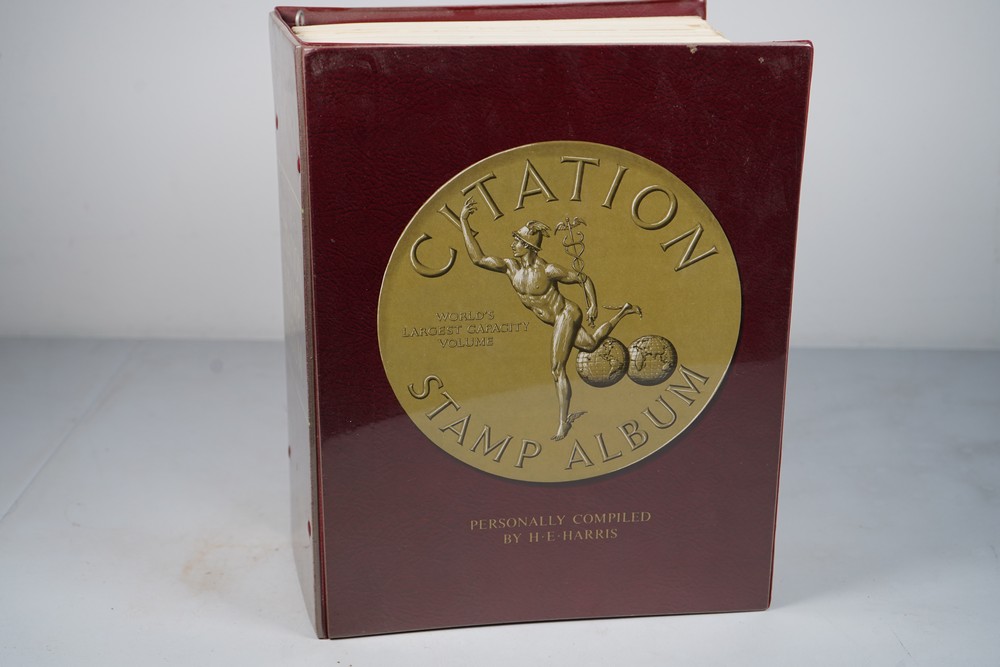 CITATION
WORLD'S
LARGEST CAPACITY
VOLUME
STAMP ALBUM
PERSONALLY COMPILED
BY H·E·HARRIS